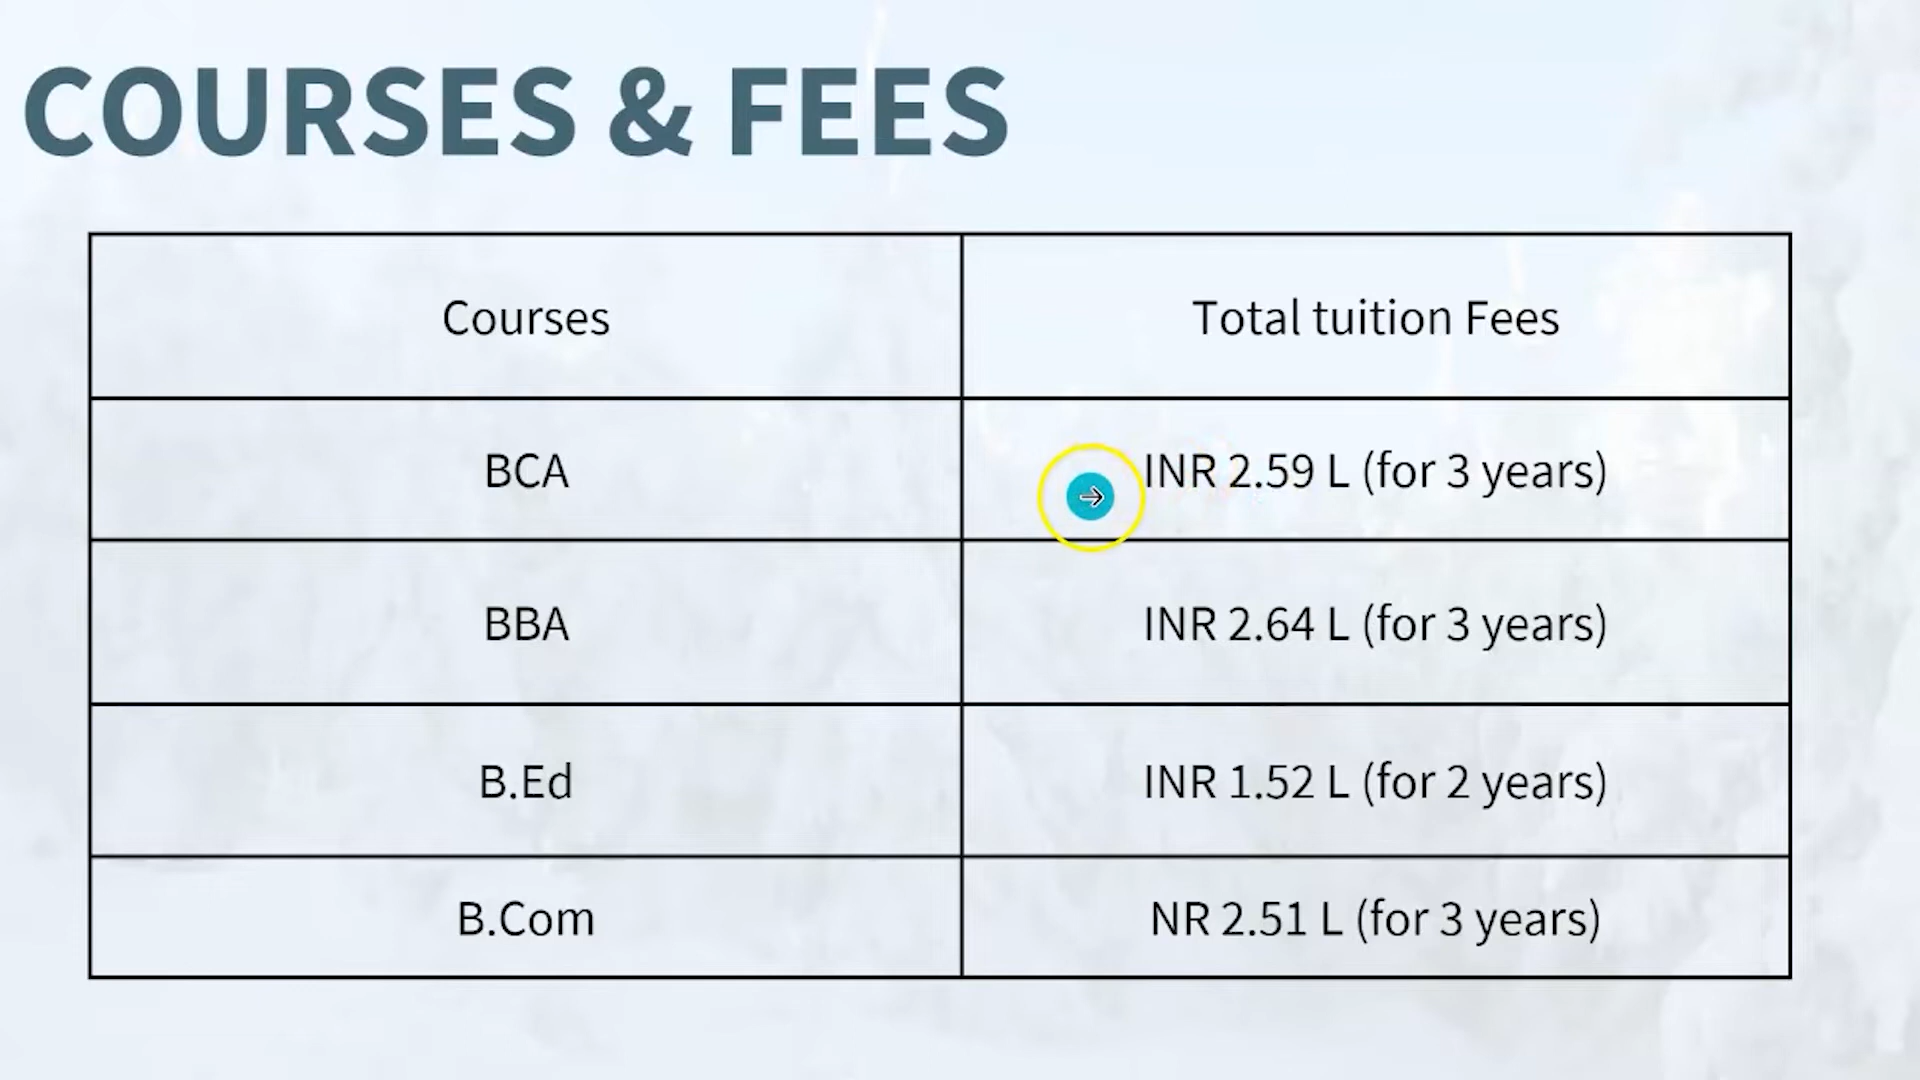 COURSES & FEES
Courses Total tuition Fees
BCA INR 2.59 L (for 3 years)
BBA INR 2.64 L (for 3 years)
B.Ed INR 1.52 L (for 2 years)
B.Com NR 2.51 L (for 3 years)